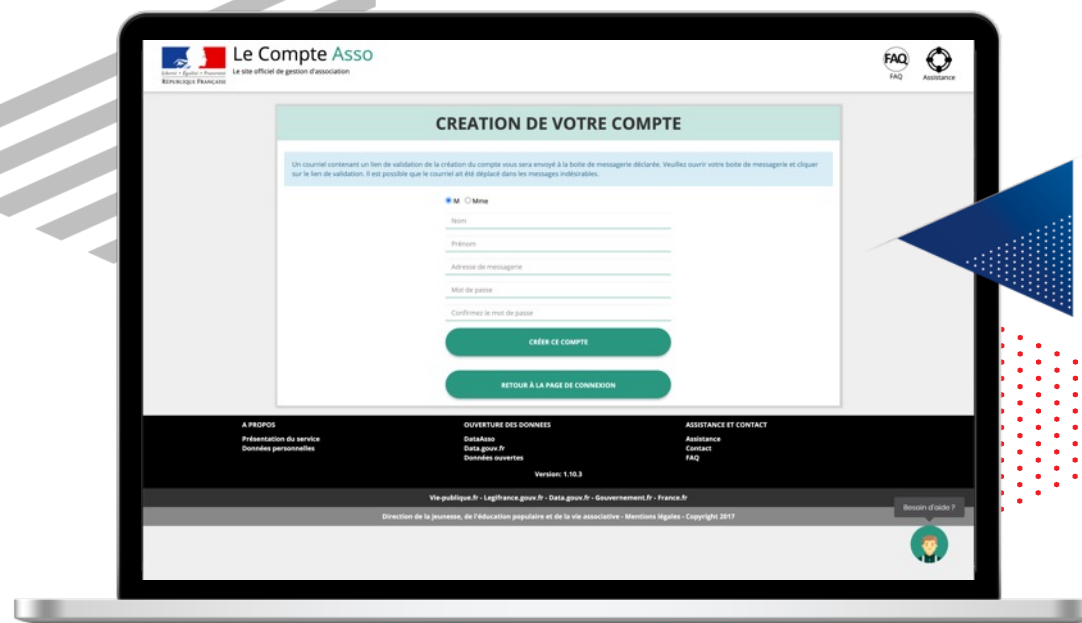 Le Compte Asso
Le site officiel de gestion d'association
Liberté • Égalité • Fraternité
RÉPUBLIQUE FRANÇAISE
FAQ
FAQ
Assistance
CREATION DE VOTRE COMPTE
Un courriel contenant un lien de validation de la création du compte vous sera envoyé à la boite de messagerie déclarée. Veuillez ouvrir votre boite de messagerie et cliquer
sur le lien de validation. Il est possible que le courriel ait été déplacé dans les messages indésirables.
M Mme
Nom
Prénom
Adresse de messagerie
Mot de passe
Confirmez le mot de passe
CRÉER CE COMPTE
RETOUR À LA PAGE DE CONNEXION
A PROPOS
Présentation du service
Données personnelles
OUVERTURE DES DONNEES
DataAsso
Data.gouv.fr
Données ouvertes
ASSISTANCE ET CONTACT
Assistance
Contact
FAQ
Version: 1.10.3
Vie-publique.fr - Legifrance.gouv.fr - Data.gouv.fr - Gouvernement.fr - France.fr
Direction de la jeunesse, de l'éducation populaire et de la vie associative - Mentions légales - Copyright 2017
Besoin d'aide ?